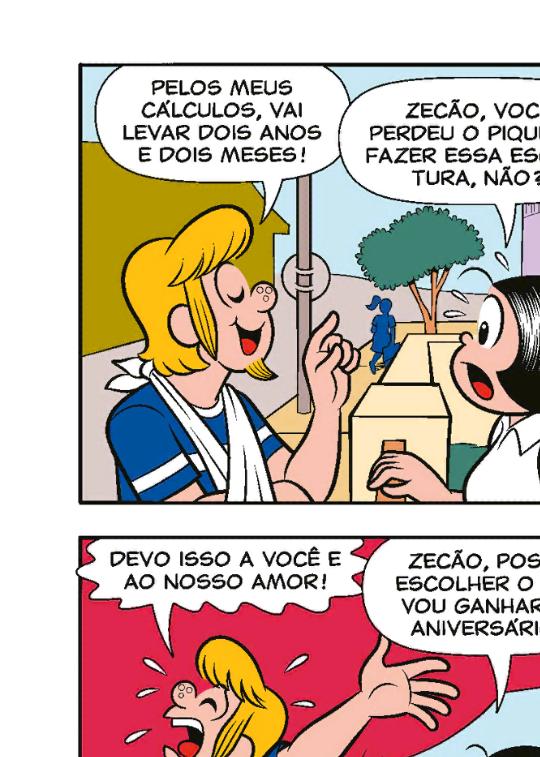 PELOS MEUS
CÁLCULOS, VAI
LEVAR DOIS ANOS
E DOIS MESES!
ZECÃO, VOC
PERDEU O PIQU
FAZER ESSA ES
TURA, NÃO?
DEVO ISSO A VOCÊ E
AO NOSSO AMOR!
ZECÃO, POS
ESCOLHER O
VOU GANHAR
ANIVERSÁRI